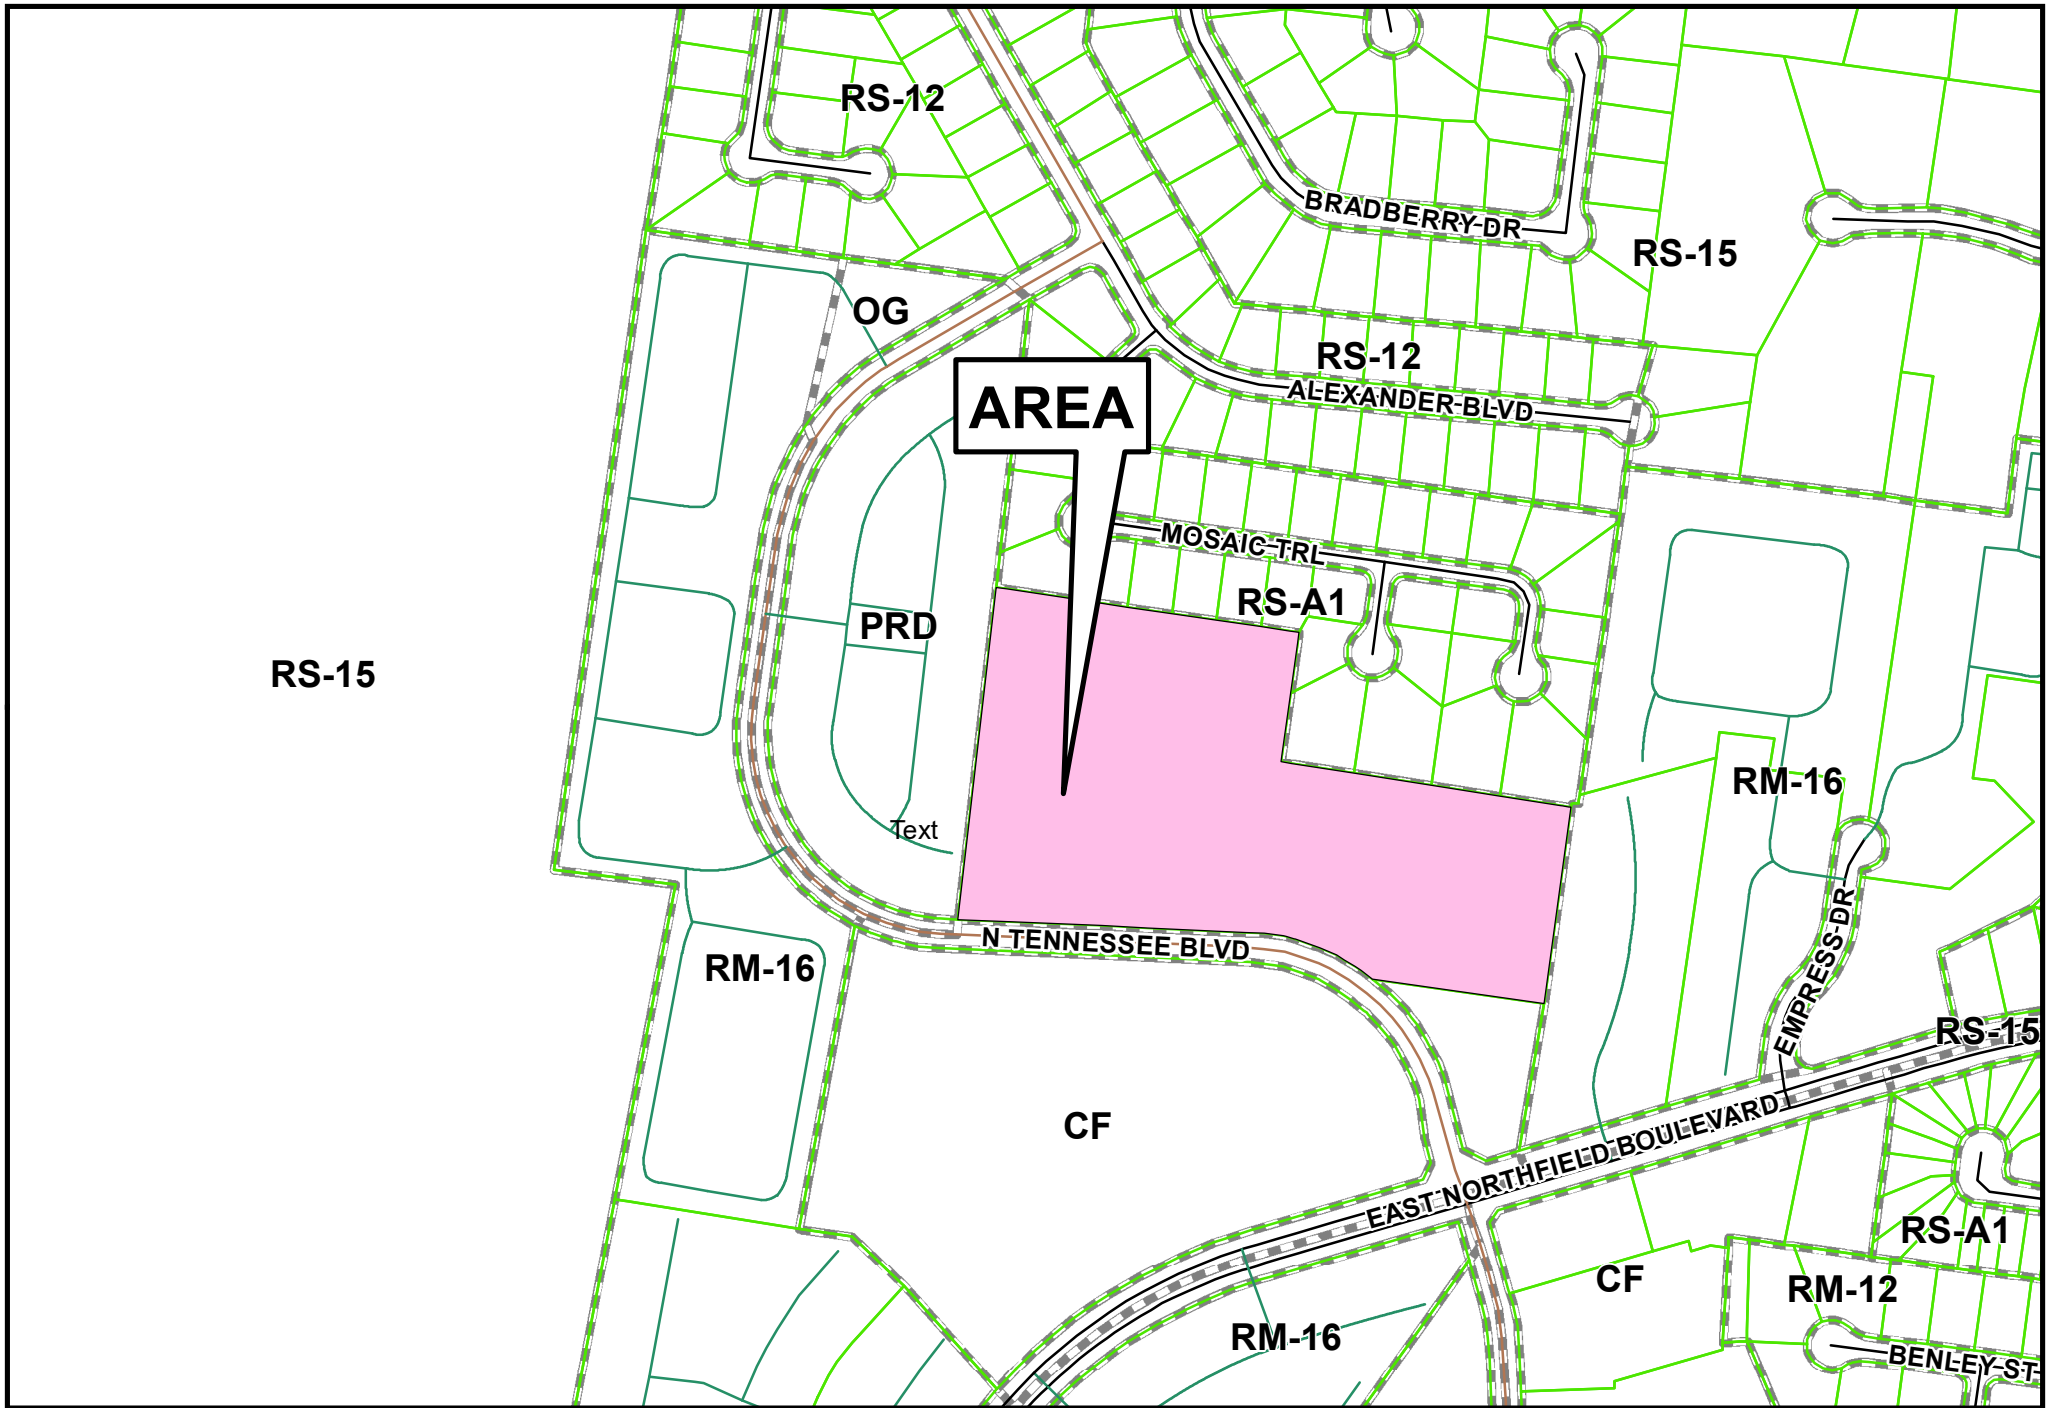 RS-12
BRADBERRY DR
RS-15
OG
RS-12
ALEXANDER BLVD
AREA
MOSAIC TRL
RS-A1
PRD
RS-15
RM-16
Text
EMPRESS DR
N TENNESSEE BLVD
RM-16
RS-15
CF
EAST NORTHFIELD BOULEVARD
RS-A1
CF
RM-12
RM-16
BENLEY ST